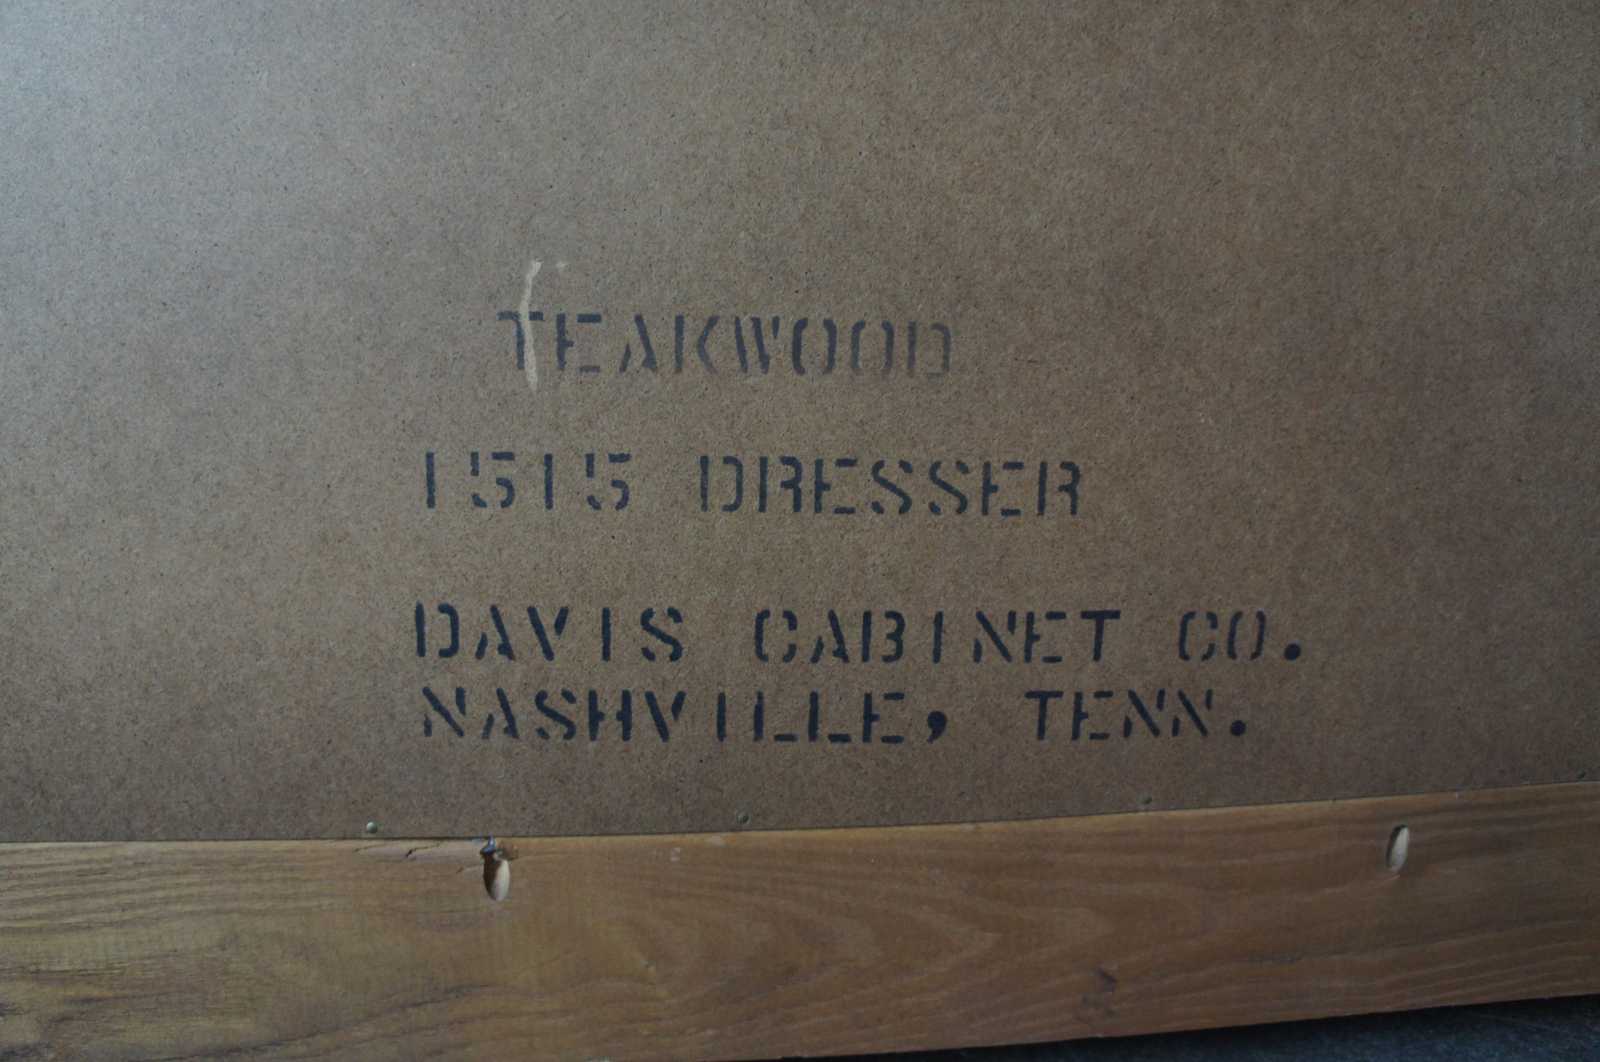 TEAKWOOD
1515 DRESSER
DAVIS CABINET CO.
NASHVILLE, TENN.